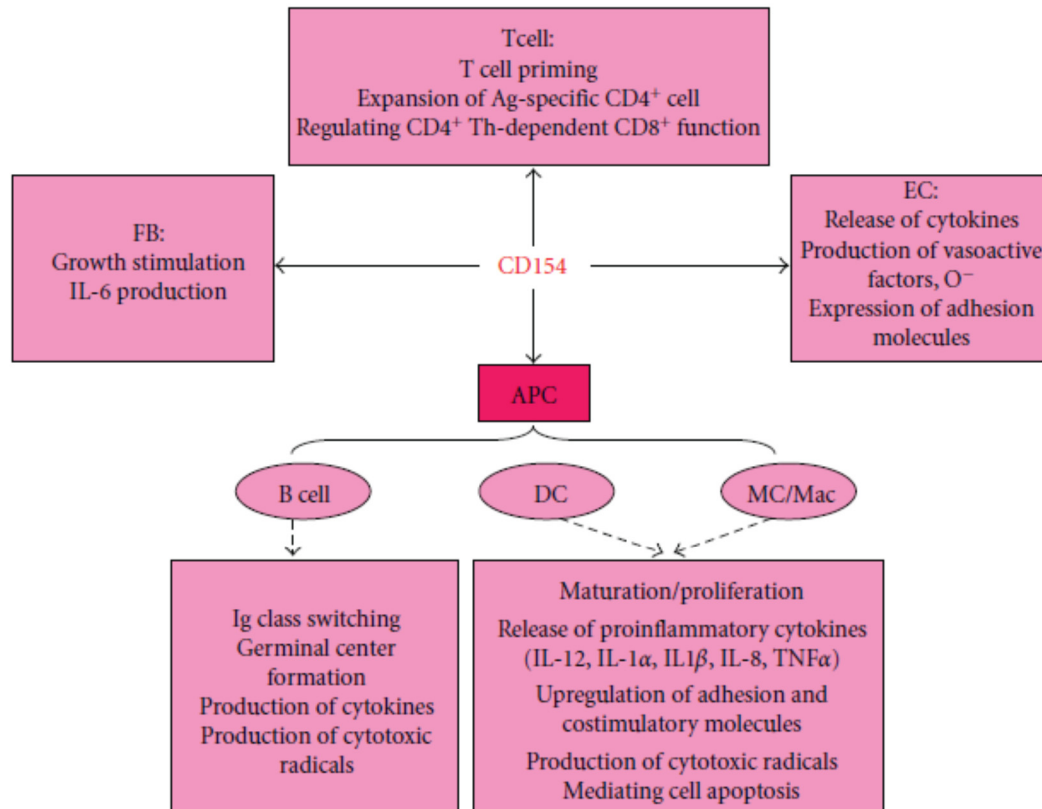 Tcell:
T cell priming
Expansion of Ag-specific CD4⁺ cell
Regulating CD4⁺ Th-dependent CD8⁺ function
FB:
Growth stimulation
IL-6 production
CD154
EC:
Release of cytokines
Production of vasoactive
factors, O⁻
Expression of adhesion
molecules
APC
B cell
DC
MC/Mac
Ig class switching
Germinal center
formation
Production of cytokines
Production of cytotoxic
radicals
Maturation/proliferation
Release of proinflammatory cytokines
(IL-12, IL-1α, IL1β, IL-8, TNFα)
Upregulation of adhesion and
costimulatory molecules
Production of cytotoxic radicals
Mediating cell apoptosis